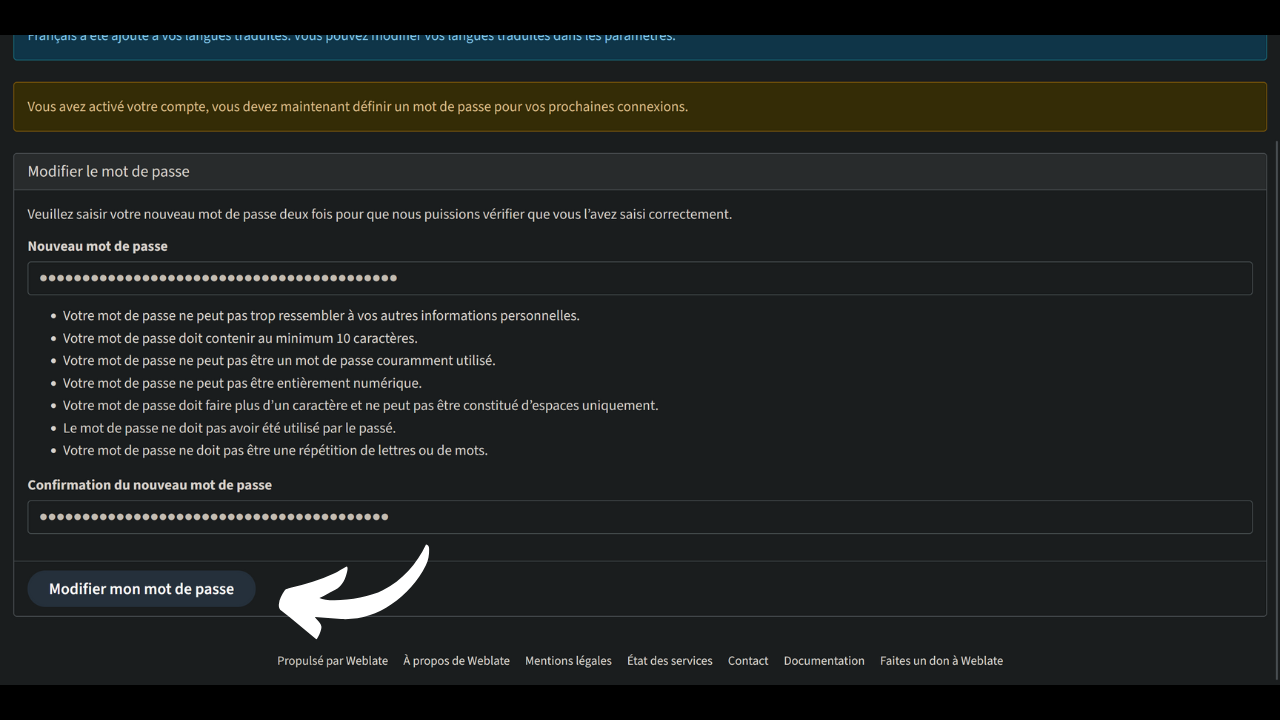 Français a été ajouté à vos langues traduites. Vous pouvez modifier vos langues traduites dans les paramètres.
Vous avez activé votre compte, vous devez maintenant définir un mot de passe pour vos prochaines connexions.
Modifier le mot de passe
Veuillez saisir votre nouveau mot de passe deux fois pour que nous puissions vérifier que vous l’avez saisi correctement.
Nouveau mot de passe
Votre mot de passe ne peut pas trop ressembler à vos autres informations personnelles.
Votre mot de passe doit contenir au minimum 10 caractères.
Votre mot de passe ne peut pas être un mot de passe couramment utilisé.
Votre mot de passe ne peut pas être entièrement numérique.
Votre mot de passe doit faire plus d’un caractère et ne peut pas être constitué d’espaces uniquement.
Le mot de passe ne doit pas avoir été utilisé par le passé.
Votre mot de passe ne doit pas être une répétition de lettres ou de mots.
Confirmation du nouveau mot de passe
Modifier mon mot de passe
Propulsé par Weblate À propos de Weblate Mentions légales État des services Contact Documentation Faites un don à Weblate